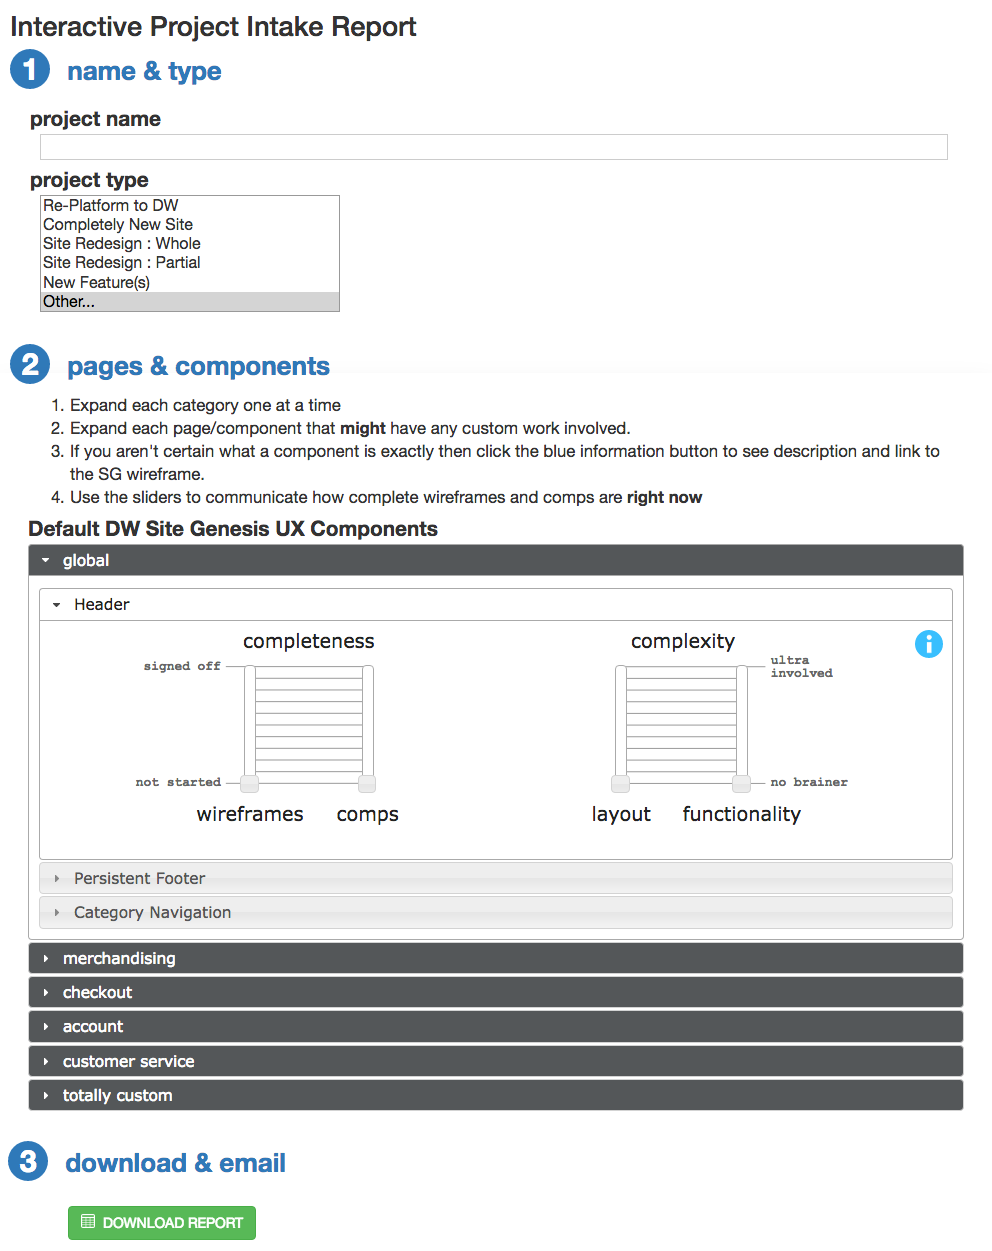 Interactive Project Intake Report
1 name & type
project name
project type
Re-Platform to DW
Completely New Site
Site Redesign : Whole
Site Redesign : Partial
New Feature(s)
Other...
2 pages & components
1. Expand each category one at a time
2. Expand each page/component that might have any custom work involved.
3. If you aren't certain what a component is exactly then click the blue information button to see description and link to
the SG wireframe.
4. Use the sliders to communicate how complete wireframes and comps are right now
Default DW Site Genesis UX Components
global
Header
completeness
signed off
not started
wireframes comps
complexity
ultra
involved
no brainer
layout functionality
i
Persistent Footer
Category Navigation
merchandising
checkout
account
customer service
totally custom
3 download & email
DOWNLOAD REPORT